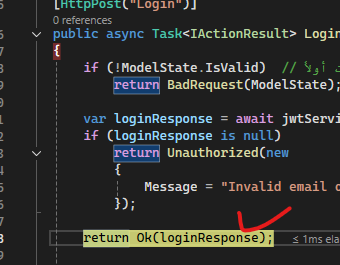 [HttpPost("Login")]
0 references
public async Task<IActionResult> Login
{
if (!ModelState.IsValid) // أولاً
return BadRequest(ModelState);
var loginResponse = await jwtServi
if (loginResponse is null)
return Unauthorized(new
{
Message = "Invalid email o
});
return Ok(loginResponse); ≤ 1ms ela